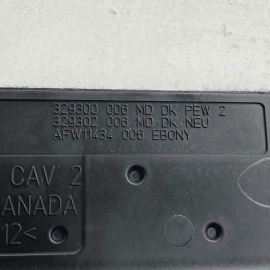 329300 006 MD DK PEW 2
329302 006 MD DK NEU
AFW11434 006 EBONY
CAV 2
ANADA
12<